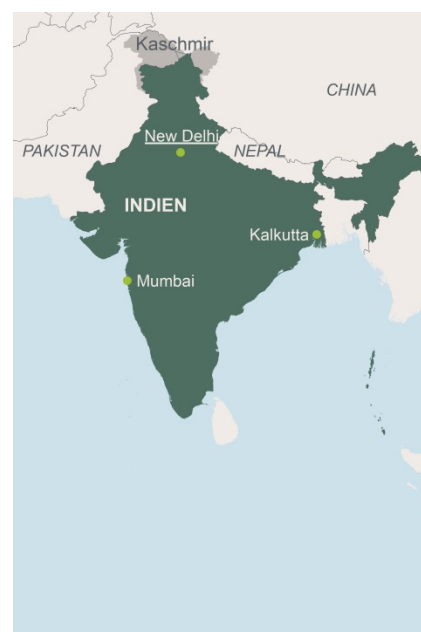 Kaschmir
CHINA
New Delhi
PAKISTAN
NEPAL
INDIEN
Kalkutta
Mumbai